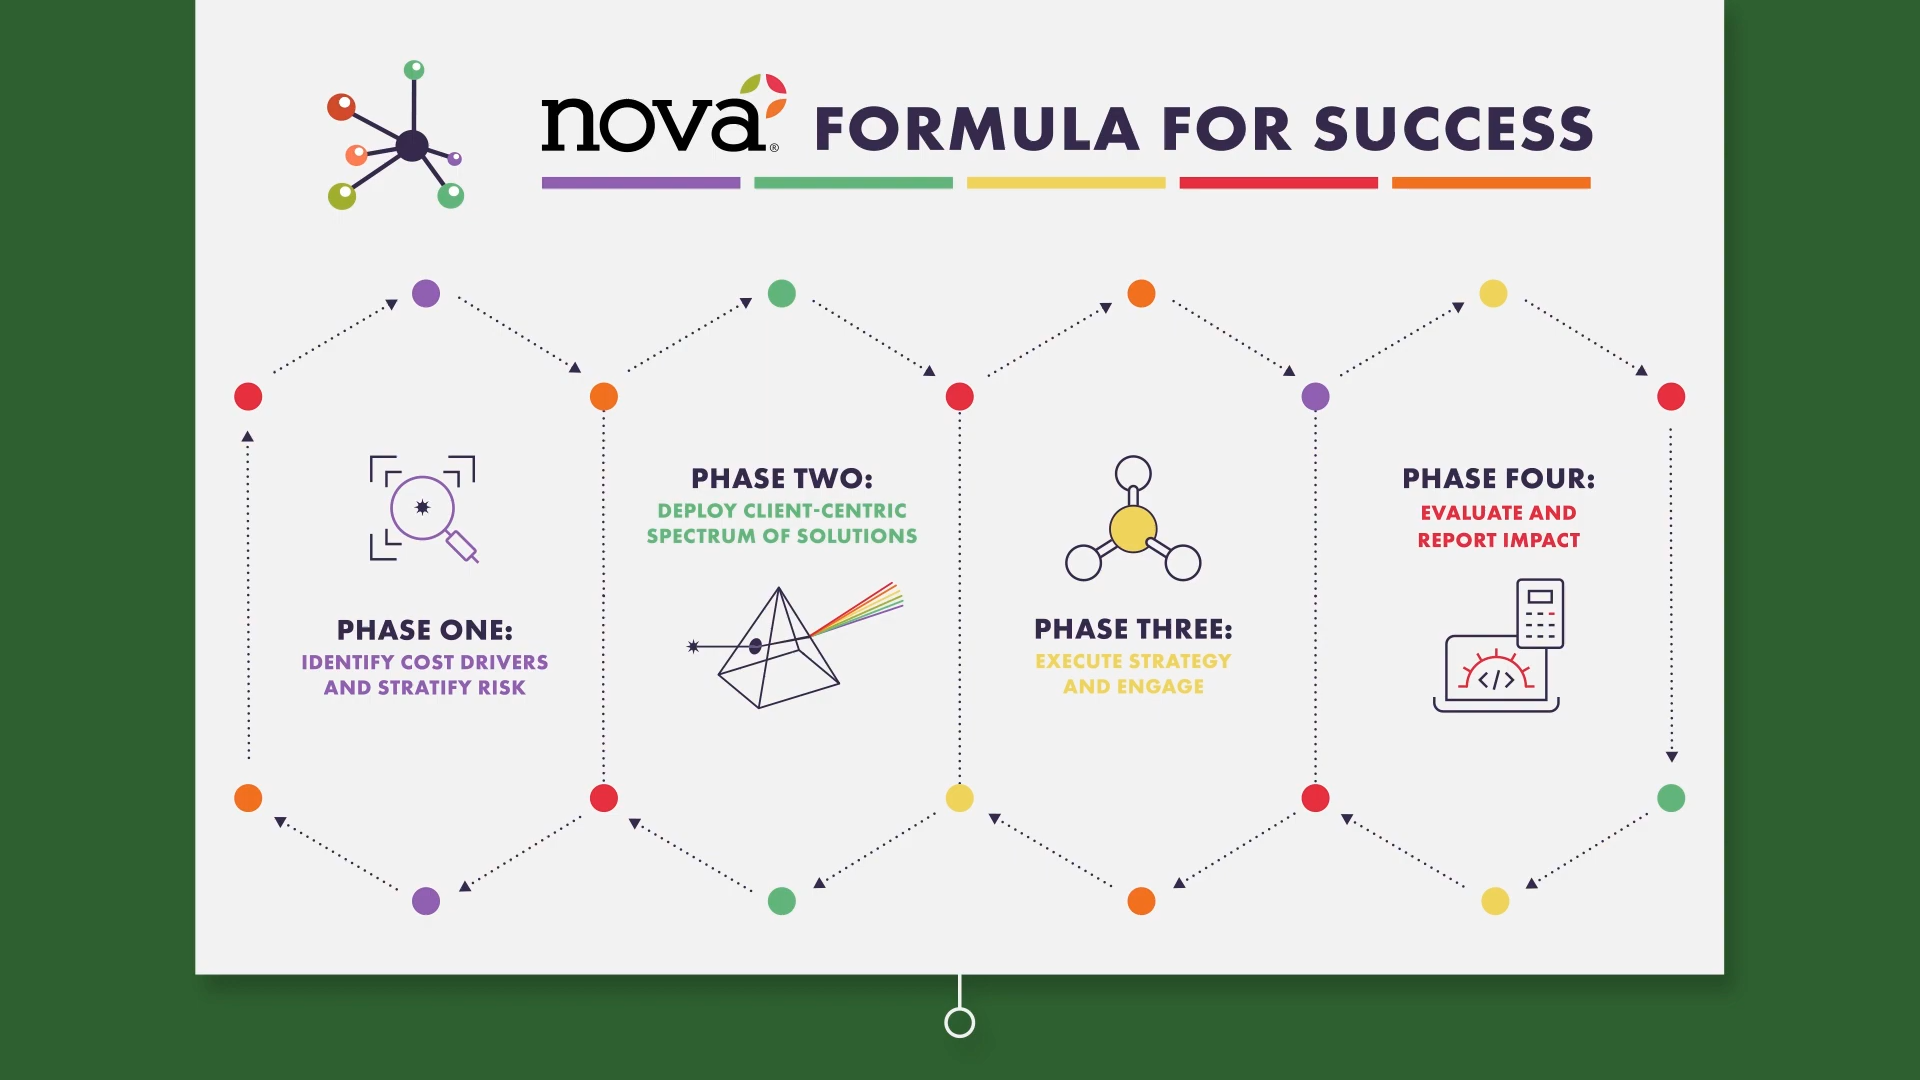 nova® FORMULA FOR SUCCESS
PHASE ONE:
IDENTIFY COST DRIVERS
AND STRATIFY RISK
PHASE TWO:
DEPLOY CLIENT-CENTRIC
SPECTRUM OF SOLUTIONS
PHASE THREE:
EXECUTE STRATEGY
AND ENGAGE
PHASE FOUR:
EVALUATE AND
REPORT IMPACT
</>